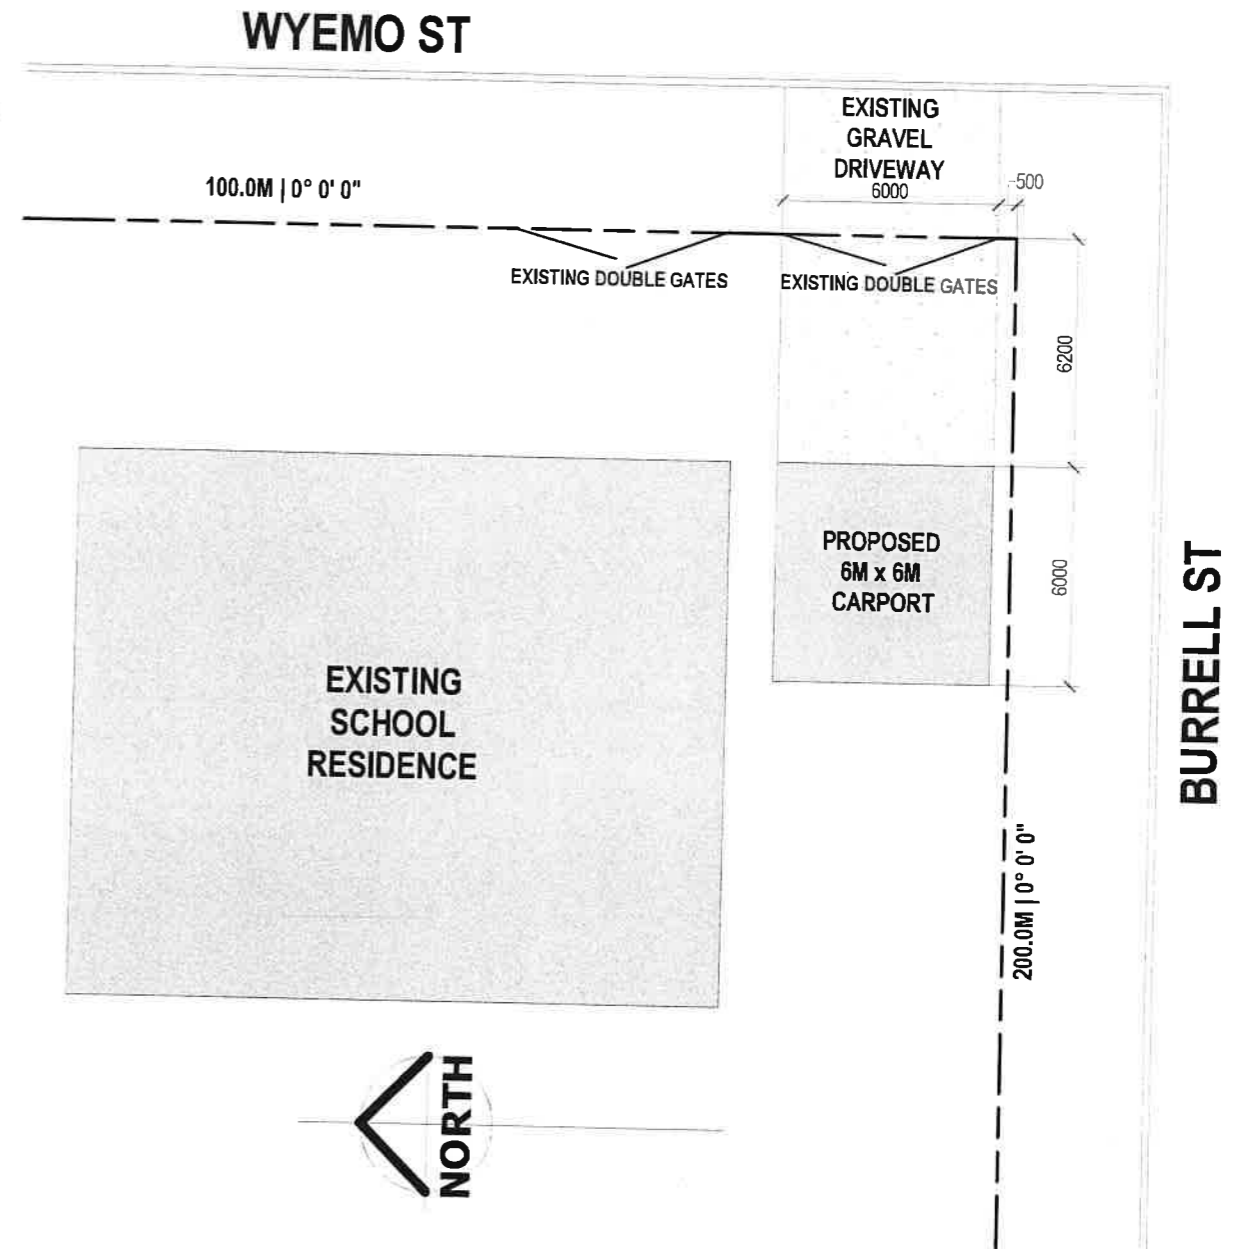 WYEMO ST
EXISTING
GRAVEL
DRIVEWAY
6000
500
100.0M | 0° 0' 0"
EXISTING DOUBLE GATES
EXISTING DOUBLE GATES
6200
PROPOSED
6M x 6M
CARPORT
6000
BURRELL ST
EXISTING
SCHOOL
RESIDENCE
200.0M | 0° 0' 0"
NORTH